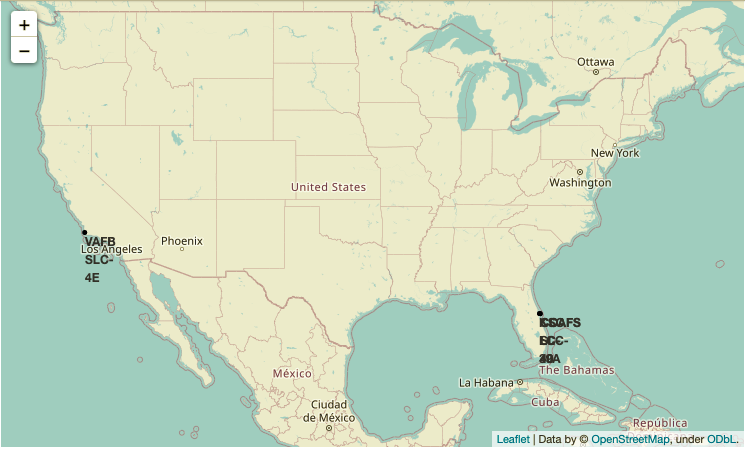 +
−
Ottawa
New York
Washington
United States
VAFB
SLC-
4E
Los Angeles
Phoenix
The Bahamas
La Habana
Cuba
México
Ciudad
de México
República
Leaflet | Data by © OpenStreetMap, under ODbL.